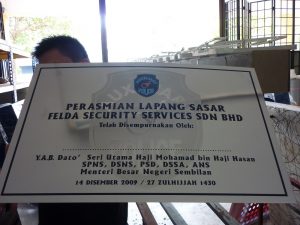 PERASMIAN LAPANG SASAR
FELDA SECURITY SERVICES SDN BHD
Telah Disempurnakan Oleh:
Y.A.B. Dato' Seri Utama Haji Mohamad bin Haji Hasan
SPNS, DSNS, PSD, DSSA, ANS
Menteri Besar Negeri Sembilan
14 DISEMBER 2009 / 27 ZULHIJJAH 1430